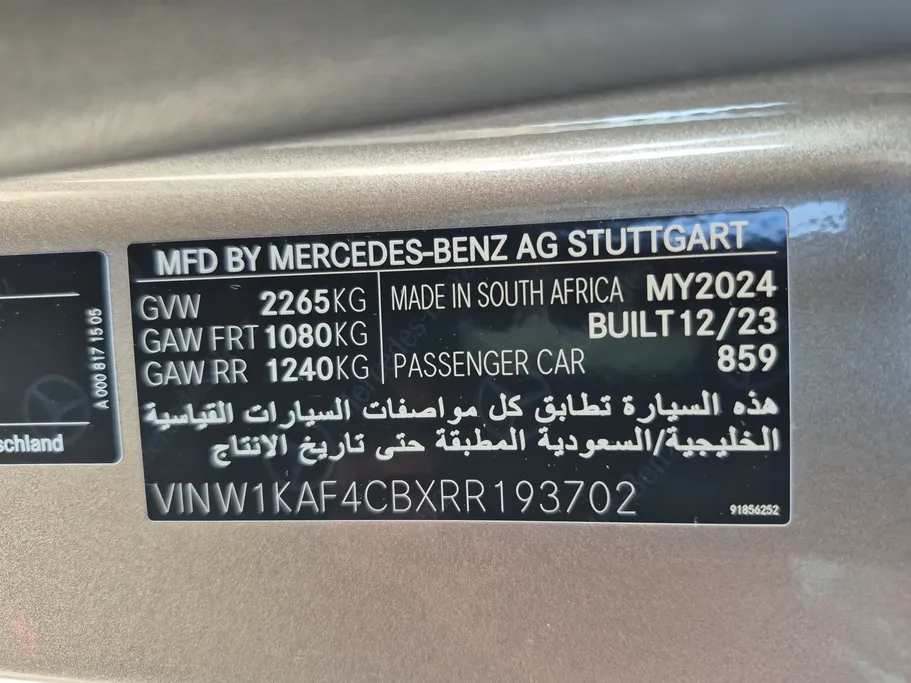 MFD BY MERCEDES-BENZ AG STUTTGART
GVW 2265KG
GAW FRT 1080KG
GAW RR 1240KG
MADE IN SOUTH AFRICA MY2024
BUILT 12/23
PASSENGER CAR 859
هذه السيارة تطابق كل مواصفات السيارات القياسية
الخليجية/السعودية المطبقة حتى تاريخ الانتاج
VINW1KAF4CBXRR193702
91856252
A 000 817 15 05
schland